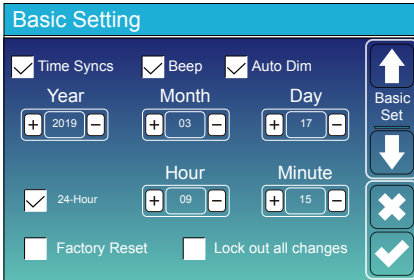 Basic Setting
Time Syncs Beep Auto Dim
Year Month Day
+ 2019 − + 03 − + 17 −
Basic
Set
Hour Minute
24-Hour + 09 − + 15 −
Factory Reset Lock out all changes